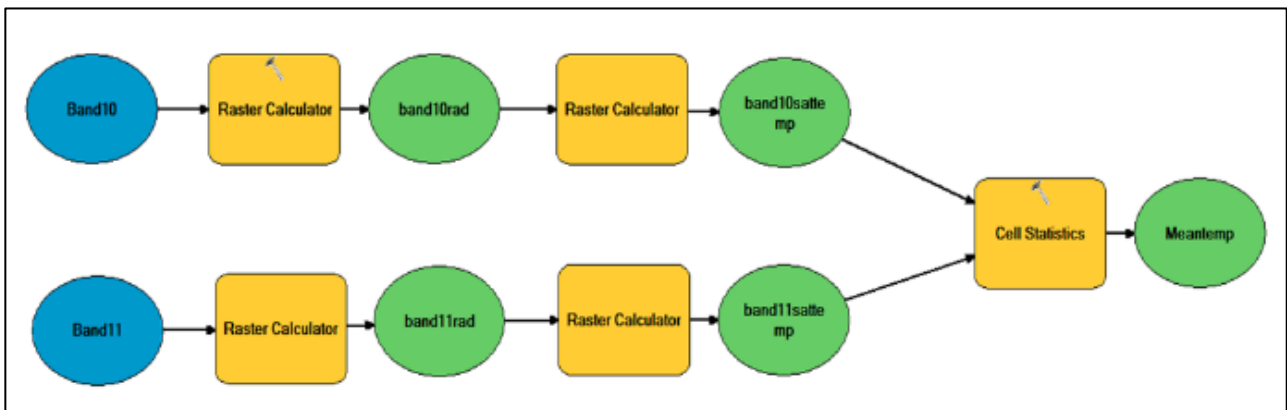 Band10
Raster Calculator
band10rad
Raster Calculator
band10satte
mp
Cell Statistics
Meantemp
Band11
Raster Calculator
band11rad
Raster Calculator
band11satte
mp